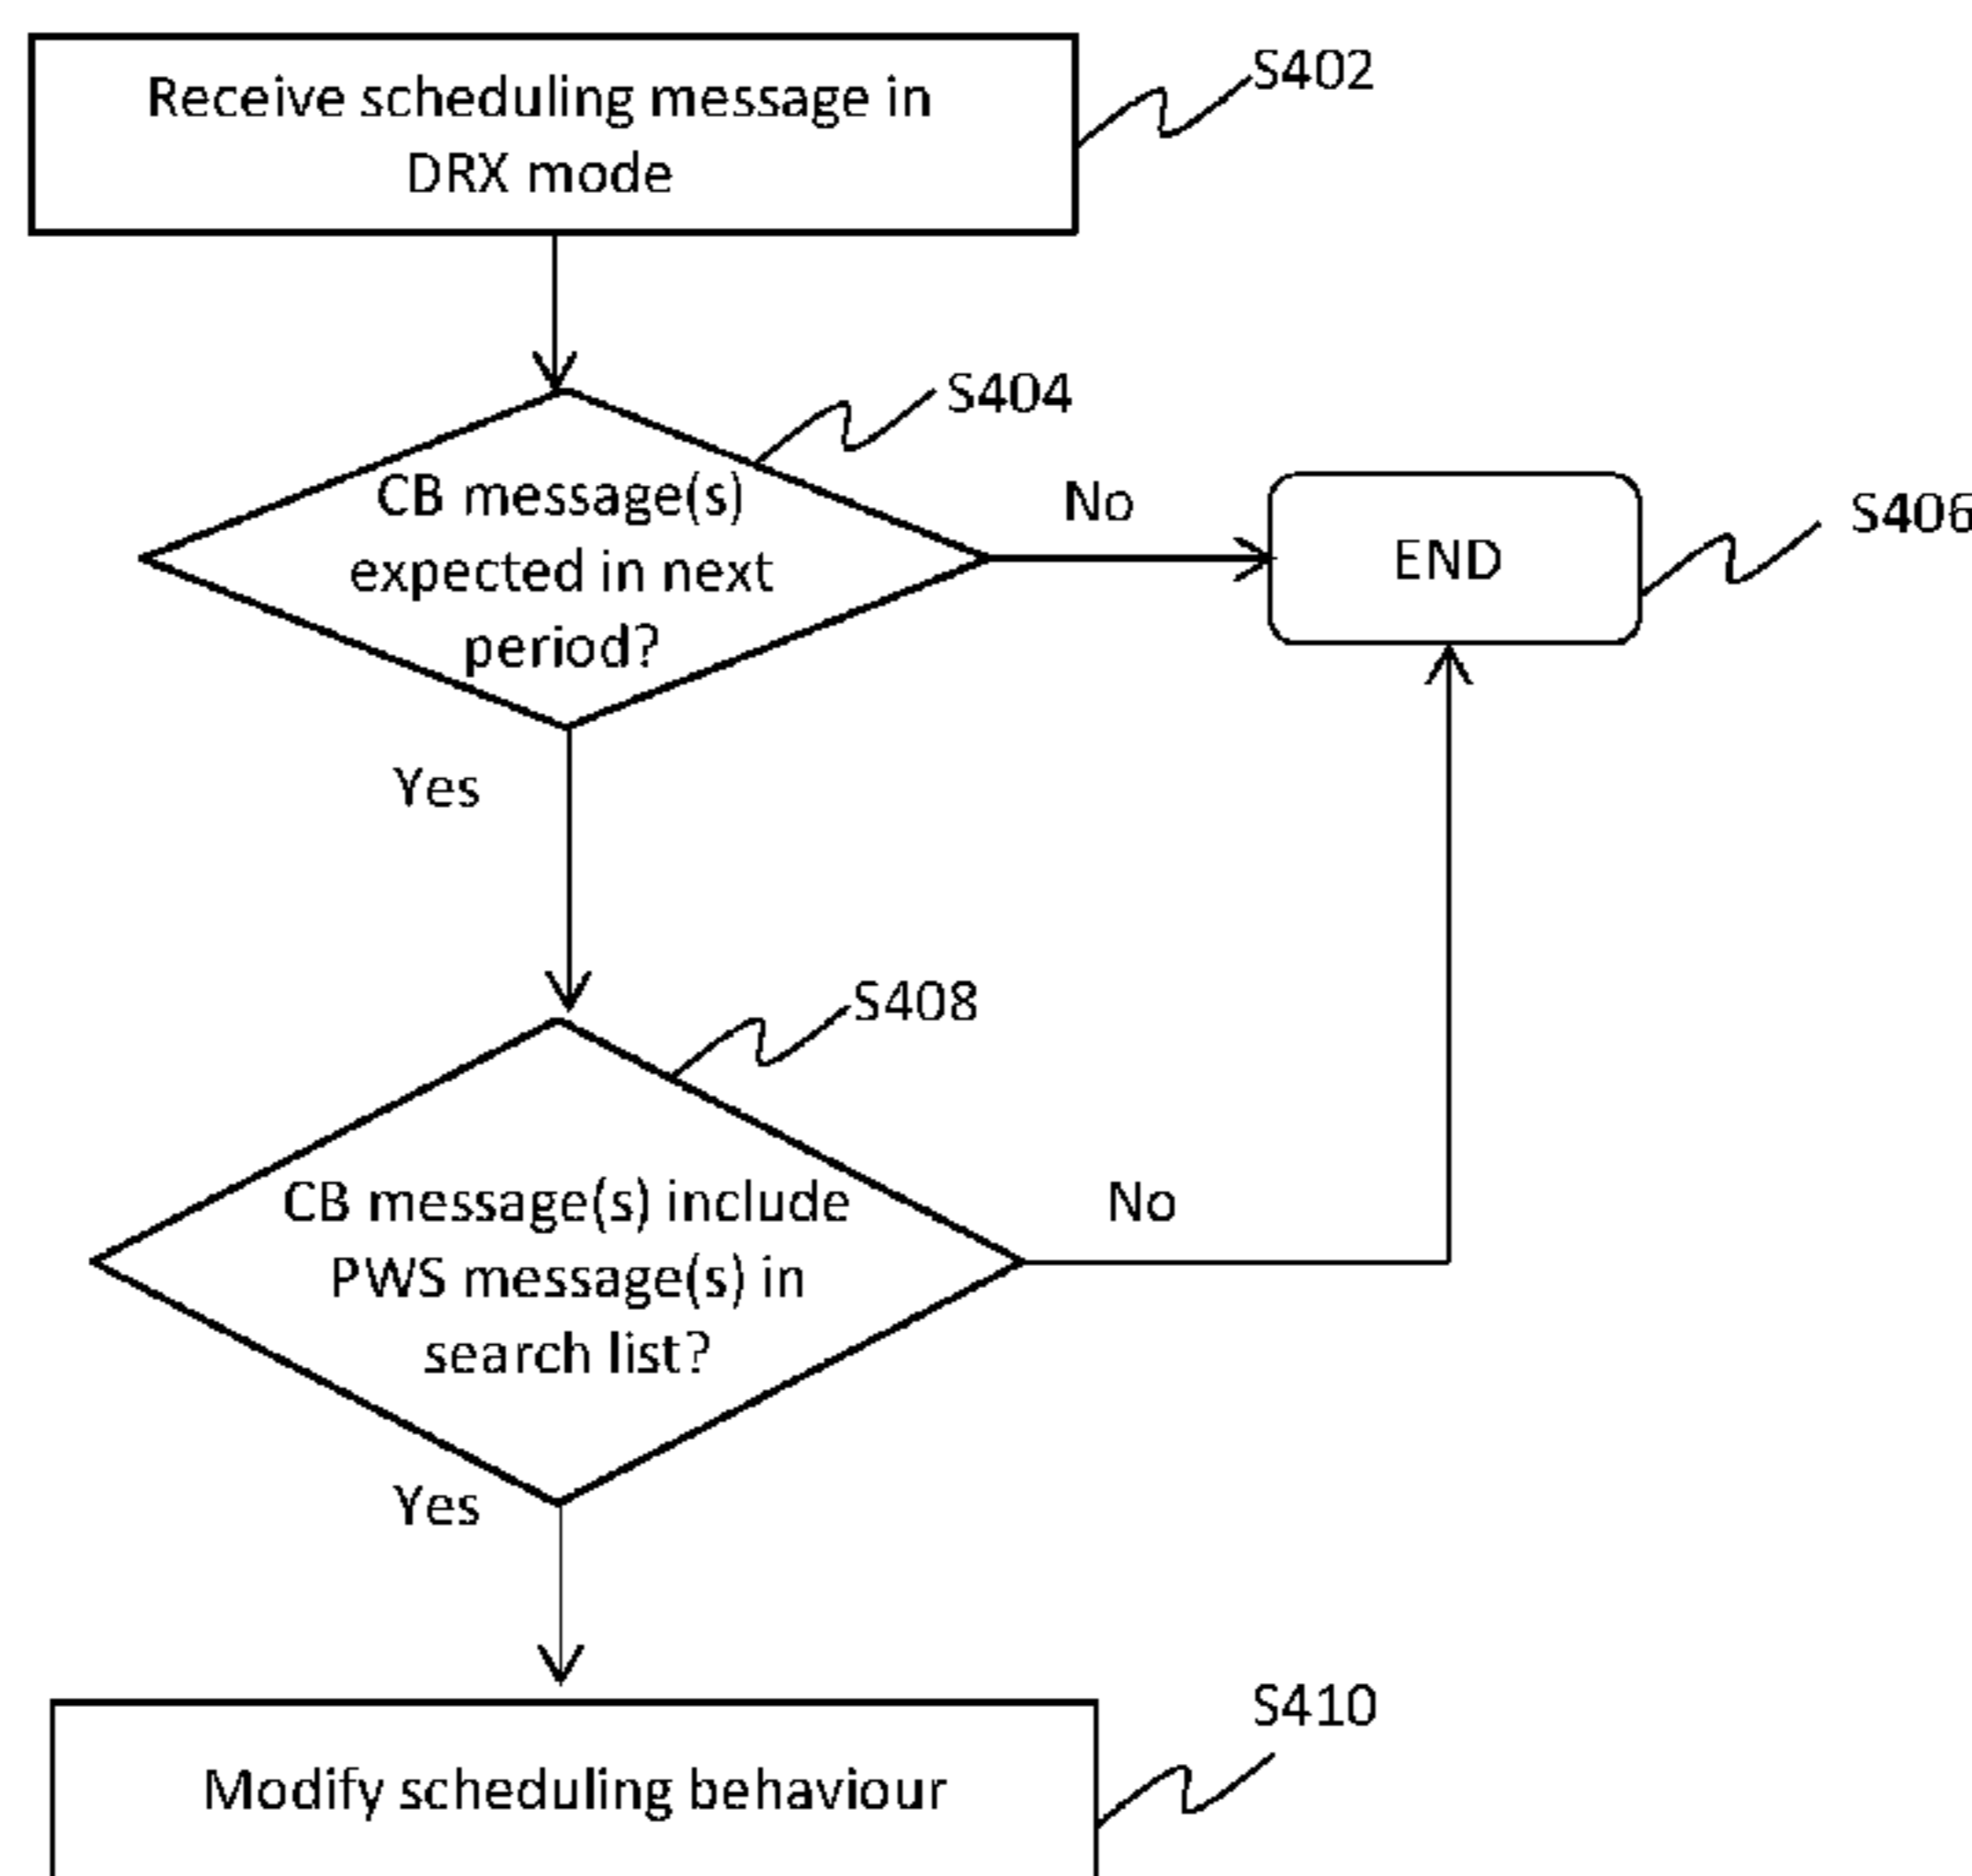 Receive scheduling message in
DRX mode
S402
S404
CB message(s)
expected in next
period?
No
END
S406
Yes
S408
CB message(s) include
PWS message(s) in
search list?
No
Yes
S410
Modify scheduling behaviour